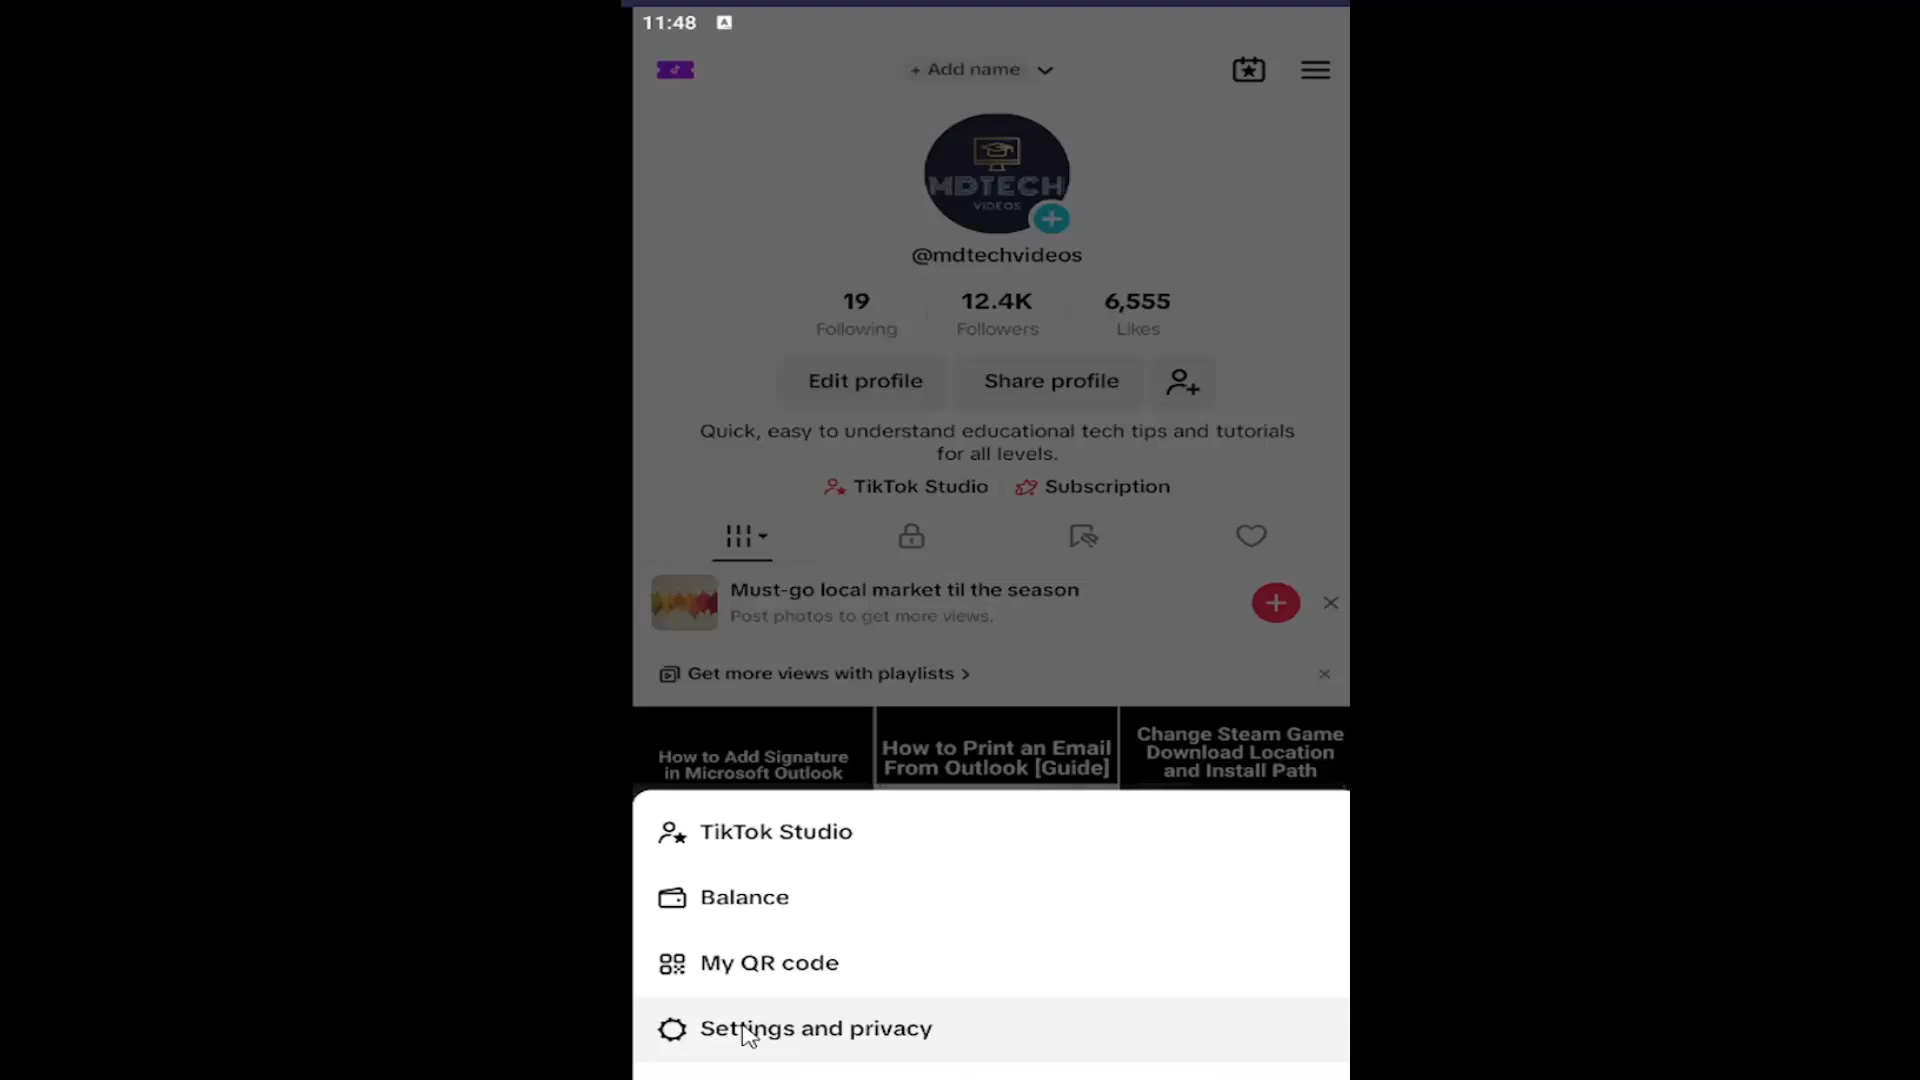 11:48
+ Add name
MDTECH
VIDEOS
@mdtechvideos
19 12.4K 6,555
Following Followers Likes
Edit profile Share profile
Quick, easy to understand educational tech tips and tutorials
for all levels.
TikTok Studio Subscription
Must-go local market til the season
Post photos to get more views.
Get more views with playlists >
How to Add Signature
in Microsoft Outlook
How to Print an Email
From Outlook [Guide]
Change Steam Game
Download Location
and Install Path
TikTok Studio
Balance
My QR code
Settings and privacy